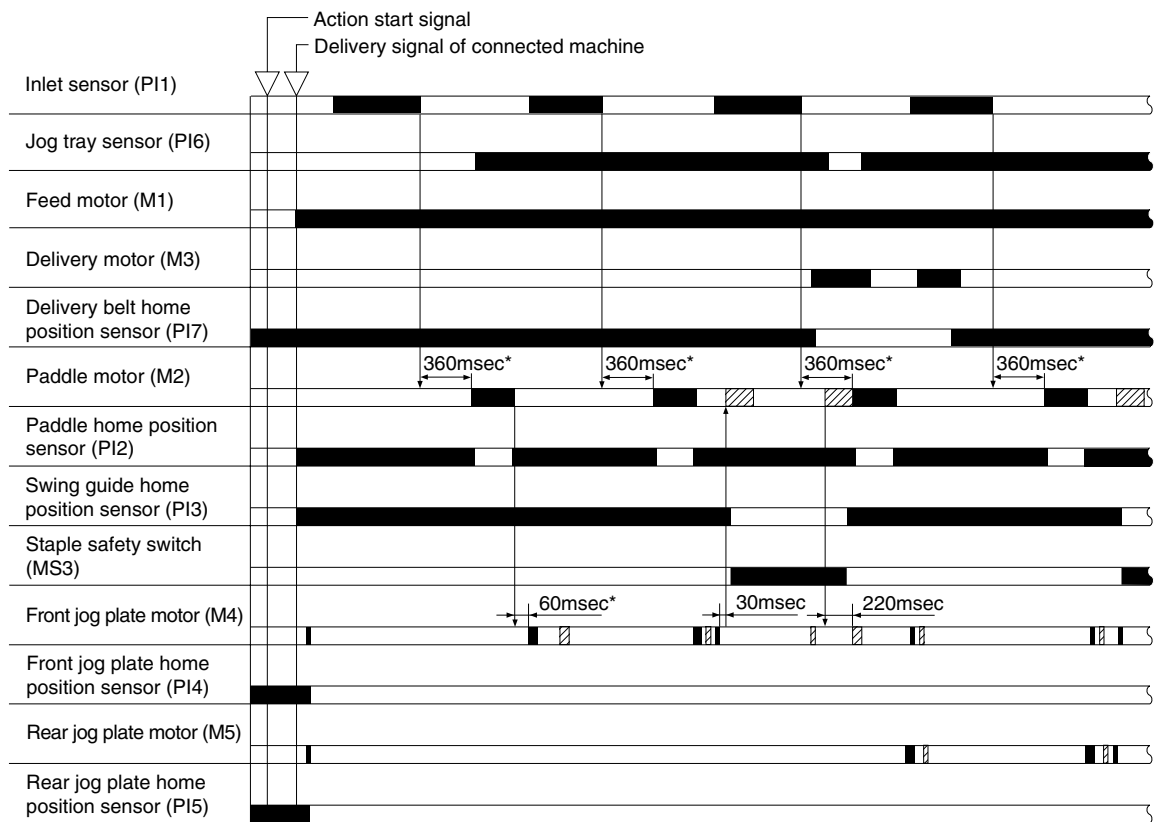 Action start signal
Delivery signal of connected machine
Inlet sensor (PI1)
Jog tray sensor (PI6)
Feed motor (M1)
Delivery motor (M3)
Delivery belt home
position sensor (PI7)
360msec* 360msec* 360msec* 360msec*
Paddle motor (M2)
Paddle home position
sensor (PI2)
Swing guide home
position sensor (PI3)
Staple safety switch
(MS3)
60msec* 30msec 220msec
Front jog plate motor (M4)
Front jog plate home
position sensor (PI4)
Rear jog plate motor (M5)
Rear jog plate home
position sensor (PI5)